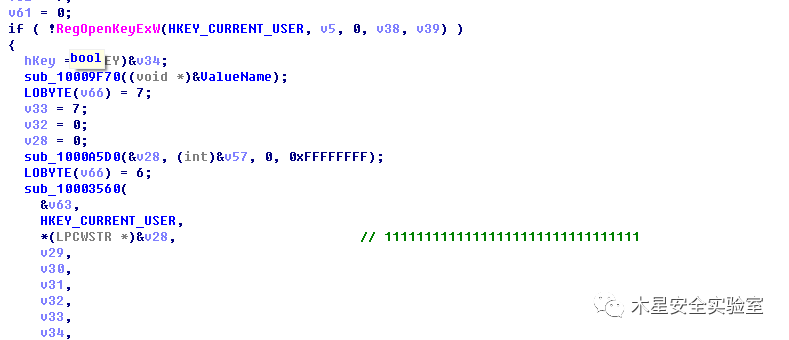 v61 = 0;
if ( !RegOpenKeyExW(HKEY_CURRENT_USER, v5, 0, v38, v39) )
{
hKey = bool EY)&v34;
sub_10009F70((void *)&ValueName);
LOBYTE(v66) = 7;
v33 = 7;
v32 = 0;
v28 = 0;
sub_1000A5D0(&v28, (int)&v57, 0, 0xFFFFFFFF);
LOBYTE(v66) = 6;
sub_10003560(
&v63,
HKEY_CURRENT_USER,
*(LPCWSTR *)&v28, // 11111111111111111111111111111111
v29,
v30,
v31,
v32,
v33,
v34,
木星安全实验室